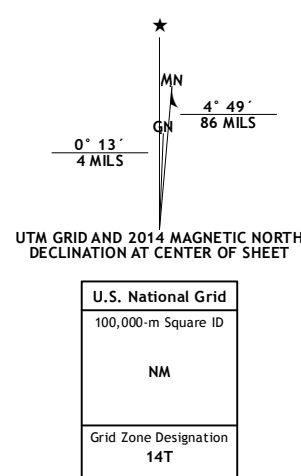 MN
4° 49´
86 MILS
GN
0° 13´
4 MILS
UTM GRID AND 2014 MAGNETIC NORTH
DECLINATION AT CENTER OF SHEET
U.S. National Grid
100,000-m Square ID
NM
Grid Zone Designation
14T